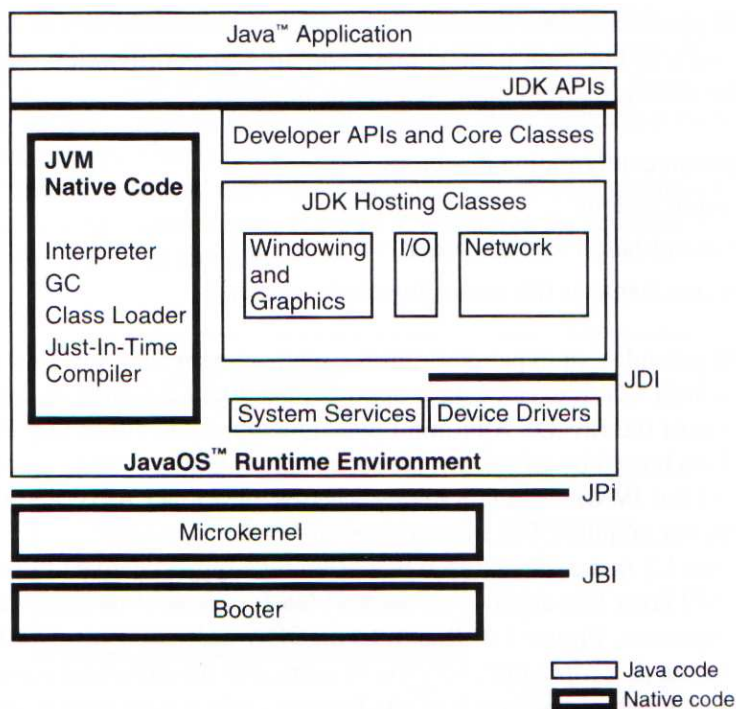 Java™ Application
JDK APIs
Developer APIs and Core Classes
JVM
Native Code
Interpreter
GC
Class Loader
Just-In-Time
Compiler
JDK Hosting Classes
Windowing
and
Graphics
I/O
Network
JDI
System Services
Device Drivers
JavaOS™ Runtime Environment
JPi
Microkernel
JBI
Booter
Java code
Native code